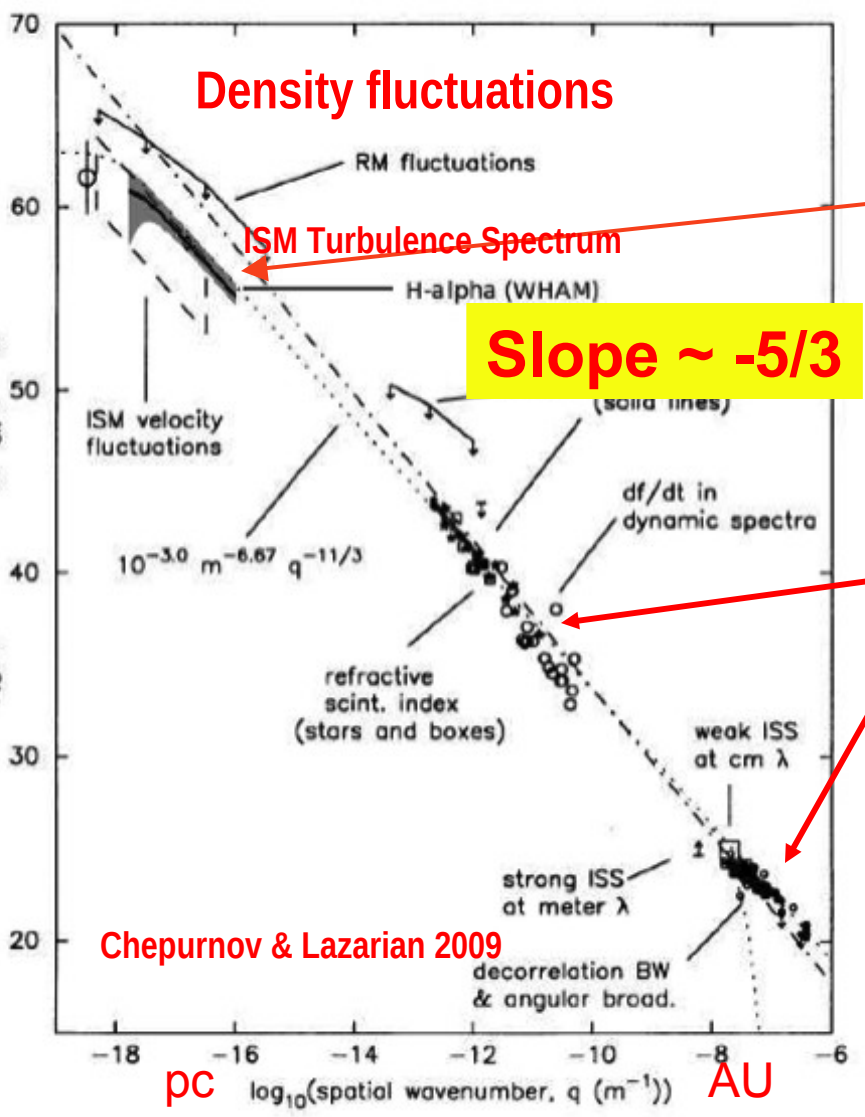 70
Density fluctuations
RM fluctuations
60
ISM Turbulence Spectrum
H-alpha (WHAM)
Slope ~ -5/3
50
(solid lines)
ISM velocity
fluctuations
df/dt in
dynamic spectra
10^−3.0 m^−6.67 q^−11/3
40
refractive
scint. index
(stars and boxes)
30
weak ISS
at cm λ
strong ISS
at meter λ
20
Chepurnov & Lazarian 2009
decorrelation BW
& angular broad.
−18 −16 −14 −12 −10 −8 −6
pc log₁₀(spatial wavenumber, q (m⁻¹)) AU